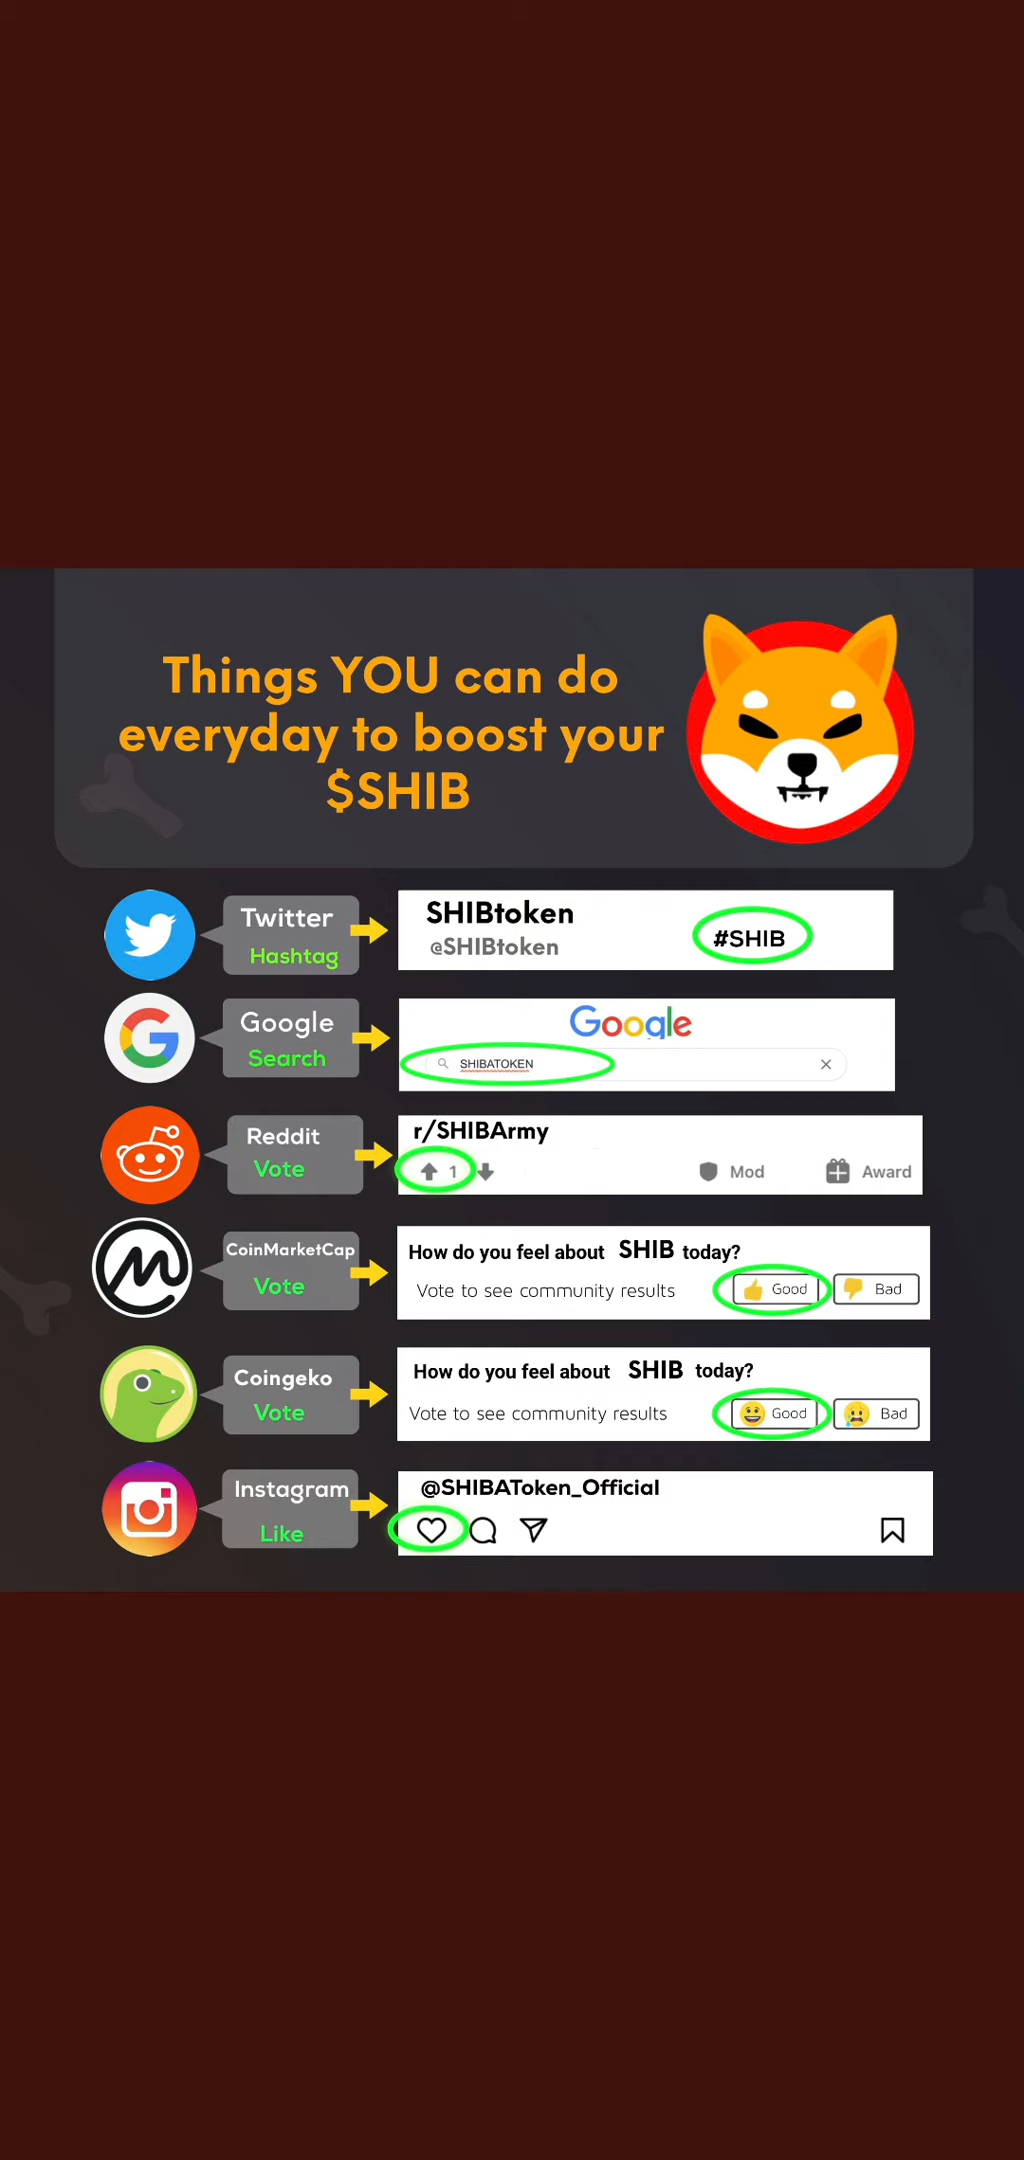 Things YOU can do
everyday to boost your
$SHIB
Twitter
Hashtag
SHIBtoken
@SHIBtoken
#SHIB
Google
Search
Google
SHIBATOKEN
Reddit
Vote
r/SHIBArmy
1
Mod
Award
CoinMarketCap
Vote
How do you feel about SHIB today?
Vote to see community results
Good
Bad
Coingeko
Vote
How do you feel about SHIB today?
Vote to see community results
Good
Bad
Instagram
Like
@SHIBAToken_Official